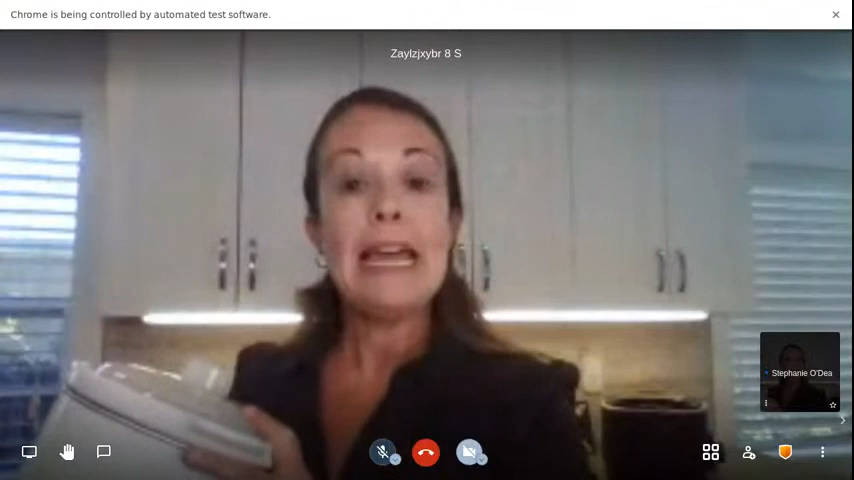 Chrome is being controlled by automated test software.
Zaylzjxybr 8 S
Stephanie O'Dea